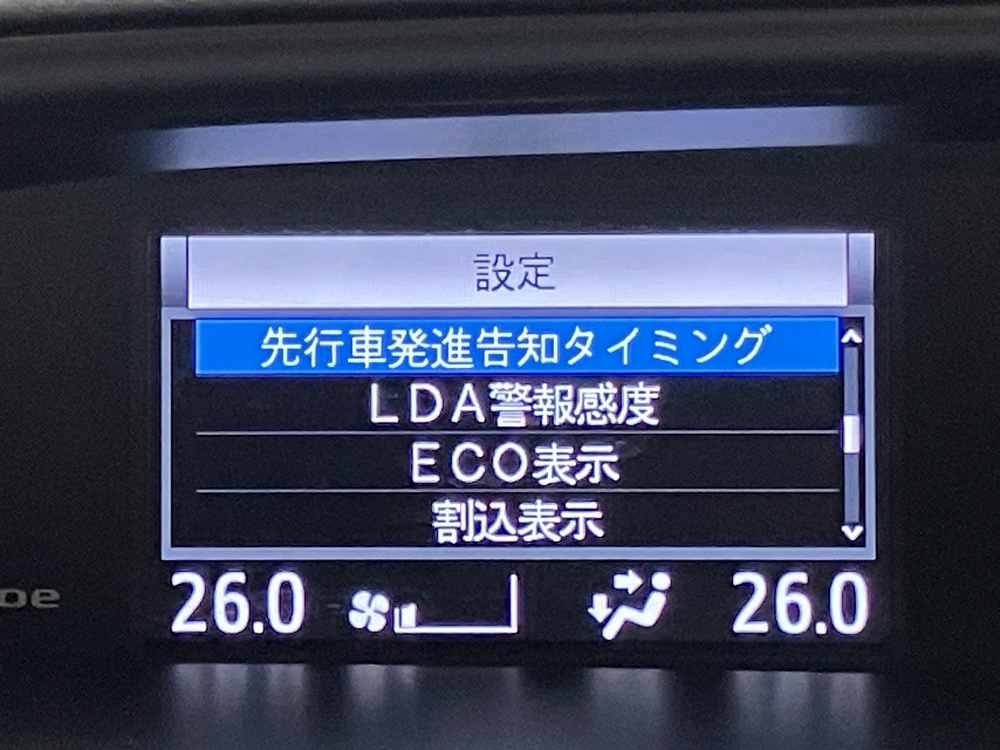 設定
先行車発進告知タイミング
LDA警報感度
ECO表示
割込表示
26.0 26.0